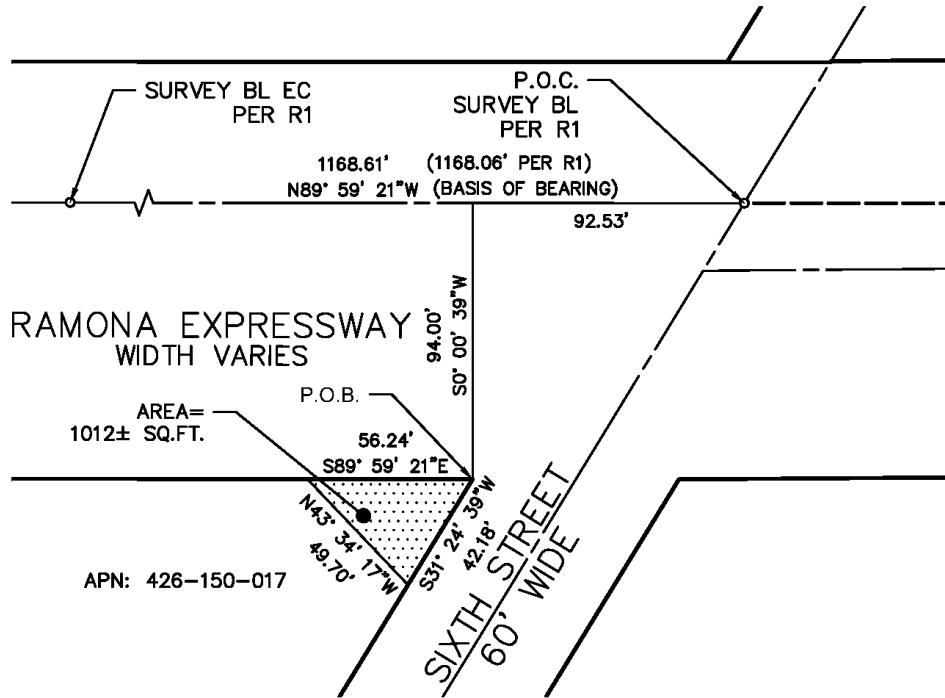 SURVEY BL EC
PER R1
P.O.C.
SURVEY BL
PER R1
1168.61' (1168.06' PER R1)
N89° 59' 21"W (BASIS OF BEARING)
92.53'
94.00'
S0° 00' 39"W
RAMONA EXPRESSWAY
WIDTH VARIES
AREA=
1012± SQ.FT.
P.O.B.
56.24'
S89° 59' 21"E
N43° 34' 17"W
49.70'
S31° 24' 39"W
42.18'
APN: 426-150-017
SIXTH STREET
60' WIDE